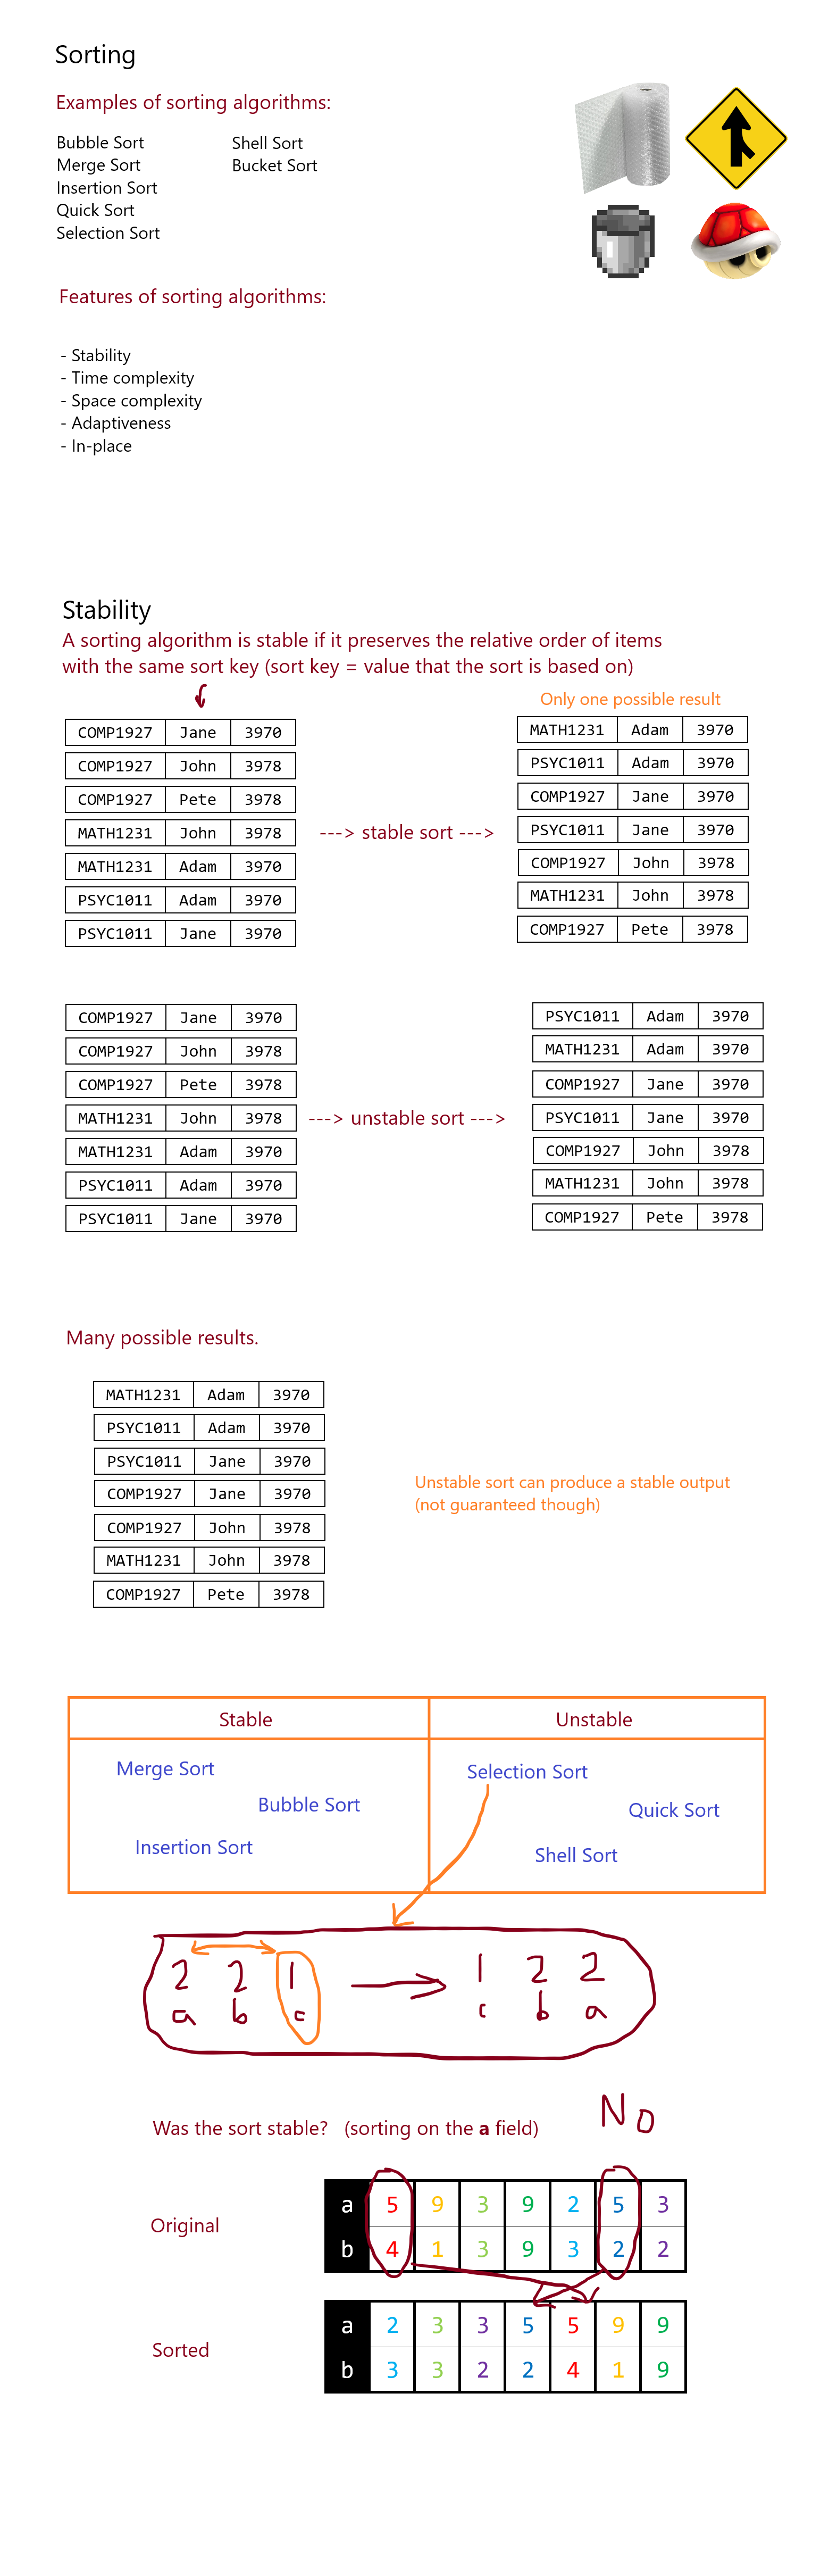 Sorting
Examples of sorting algorithms:
Bubble Sort
Merge Sort
Insertion Sort
Quick Sort
Selection Sort
Shell Sort
Bucket Sort
Features of sorting algorithms:
- Stability
- Time complexity
- Space complexity
- Adaptiveness
- In-place
Stability
A sorting algorithm is stable if it preserves the relative order of items
with the same sort key (sort key = value that the sort is based on)
COMP1927 Jane 3970
COMP1927 John 3978
COMP1927 Pete 3978
MATH1231 John 3978
MATH1231 Adam 3970
PSYC1011 Adam 3970
PSYC1011 Jane 3970
---> stable sort --->
Only one possible result
MATH1231 Adam 3970
PSYC1011 Adam 3970
COMP1927 Jane 3970
PSYC1011 Jane 3970
COMP1927 John 3978
MATH1231 John 3978
COMP1927 Pete 3978
COMP1927 Jane 3970
COMP1927 John 3978
COMP1927 Pete 3978
MATH1231 John 3978
MATH1231 Adam 3970
PSYC1011 Adam 3970
PSYC1011 Jane 3970
---> unstable sort --->
PSYC1011 Adam 3970
MATH1231 Adam 3970
COMP1927 Jane 3970
PSYC1011 Jane 3970
COMP1927 John 3978
MATH1231 John 3978
COMP1927 Pete 3978
Many possible results.
MATH1231 Adam 3970
PSYC1011 Adam 3970
PSYC1011 Jane 3970
COMP1927 Jane 3970
COMP1927 John 3978
MATH1231 John 3978
COMP1927 Pete 3978
Unstable sort can produce a stable output
(not guaranteed though)
Stable
Unstable
Merge Sort
Bubble Sort
Insertion Sort
Selection Sort
Quick Sort
Shell Sort
2 2 1
a b c
1 2 2
c b a
Was the sort stable? (sorting on the a field)
No
Original
a 5 9 3 9 2 5 3
b 4 1 3 9 3 2 2
Sorted
a 2 3 3 5 5 9 9
b 3 3 2 2 4 1 9